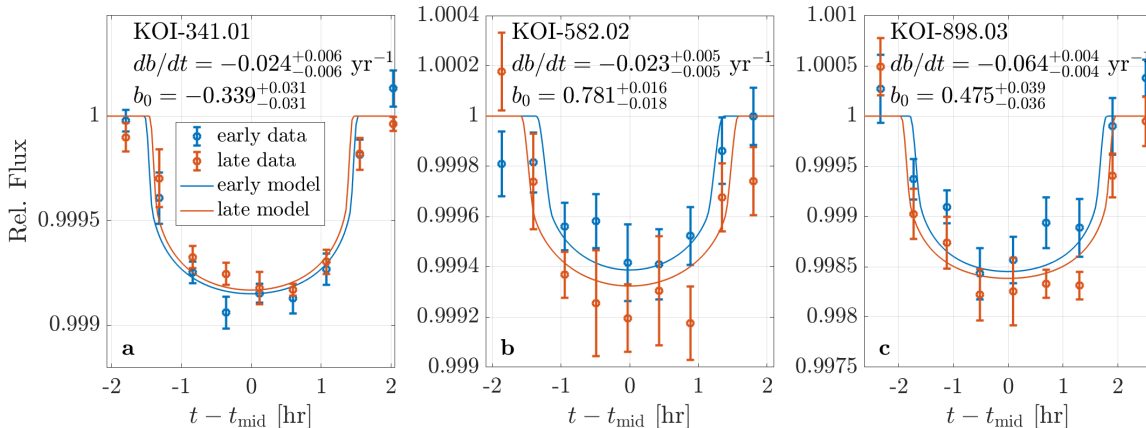 KOI-341.01
db/dt = −0.024 +0.006 −0.006 yr⁻¹
b₀ = −0.339 +0.031 −0.031
early data
late data
early model
late model
a
1
0.9995
0.999
Rel. Flux
-2 -1 0 1 2
t − t_mid [hr]
KOI-582.02
db/dt = −0.023 +0.005 −0.005 yr⁻¹
b₀ = 0.781 +0.016 −0.018
b
1.0004
1.0002
1
0.9998
0.9996
0.9994
0.9992
0.999
-2 -1 0 1 2
t − t_mid [hr]
KOI-898.03
db/dt = −0.064 +0.004 −0.004 yr⁻¹
b₀ = 0.475 +0.039 −0.036
c
1.001
1.0005
1
0.9995
0.999
0.9985
0.998
0.9975
-2 -1 0 1 2
t − t_mid [hr]